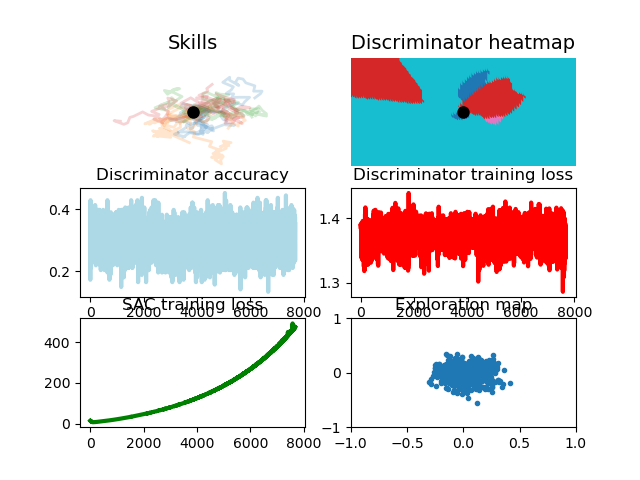 Skills
Discriminator heatmap
Discriminator accuracy
Discriminator training loss
0.4
0.2
0 2000 4000 6000 8000
1.4
1.3
0 2000 4000 6000 8000
SAC training loss
Exploration map
400
200
0
0 2000 4000 6000 8000
1
0
−1
−1.0 −0.5 0.0 0.5 1.0